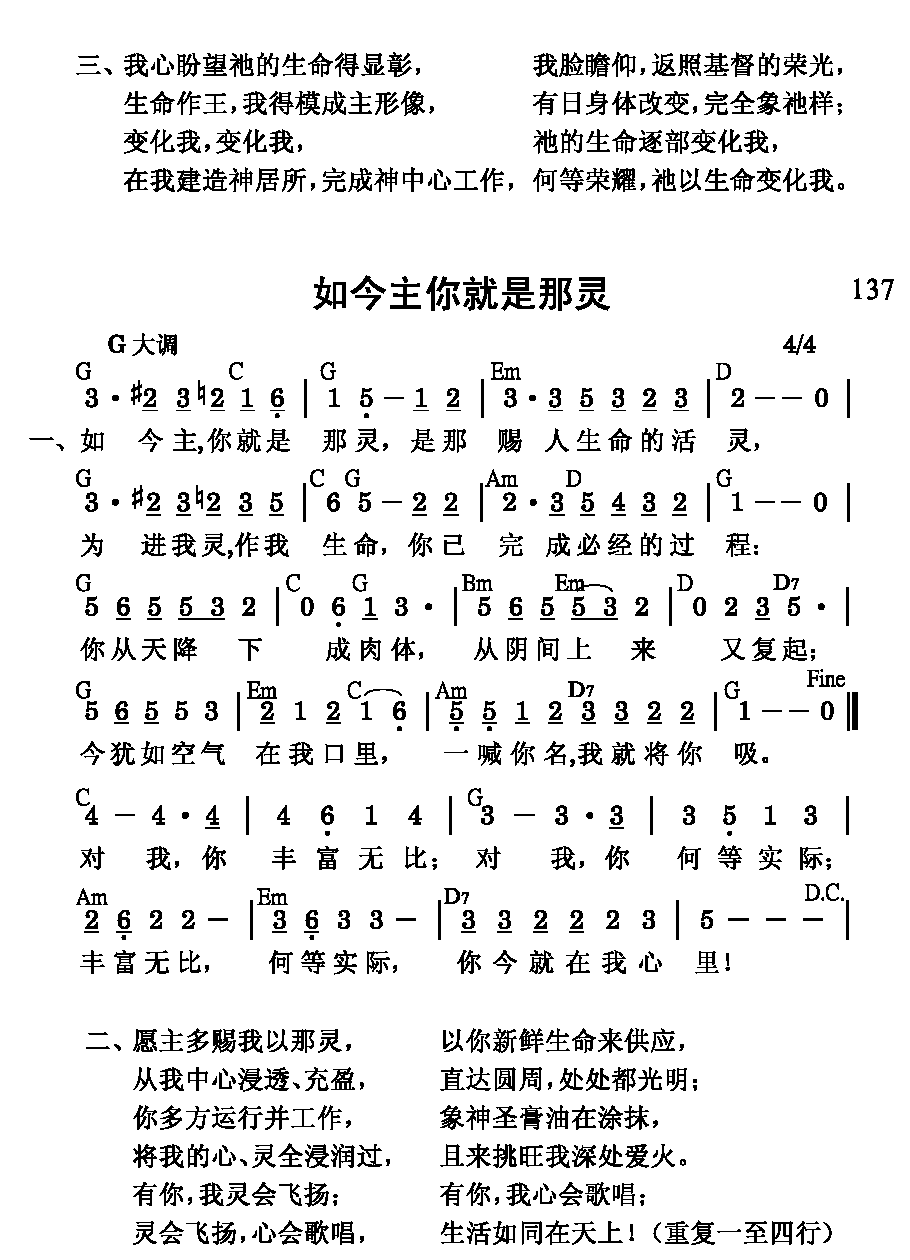 三、我心盼望祂的生命得显彰， 我脸瞻仰，返照基督的荣光，
生命作王，我得模成主形像， 有日身体改变，完全象祂样；
变化我，变化我， 祂的生命逐部变化我，
在我建造神居所，完成神中心工作， 何等荣耀，祂以生命变化我。
如今主你就是那灵 137
G 大调 4/4
G C G Em D
3 · #2 3 ♮2 1 6 | 1 5 – 1 2 | 3 · 3 5 3 2 3 | 2 – – 0 |
一、如 今 主,你就是 那 灵，是那 赐 人生命的活 灵，
G C G Am D G
3 · #2 3 ♮2 3 5 | 6 5 – 2 2 | 2 · 3 5 4 3 2 | 1 – – 0 |
为 进我灵,作我 生 命，你已 完 成必经的过 程：
G C G Bm Em D D7
5 6 5 5 3 2 | 0 6 1 3 · | 5 6 5 5 3 2 | 0 2 3 5 · |
你从天降 下 成肉体， 从阴间上 来 又复起；
G Em C Am D7 G Fine
5 6 5 5 3 | 2 1 2 1 6 | 5 5 1 2 3 3 2 2 | 1 – – 0 ‖
今犹如空气 在我口里， 一喊你名,我就将你 吸。
C G
4 – 4 · 4 | 4 6 1 4 | 3 – 3 · 3 | 3 5 1 3 |
对 我，你 丰 富 无 比；对 我，你 何 等 实 际；
Am Em D7 D.C.
2 6 2 2 – | 3 6 3 3 – | 3 3 2 2 2 3 | 5 – – – |
丰富无比， 何等实际， 你今就在我心 里！
二、愿主多赐我以那灵， 以你新鲜生命来供应，
从我中心浸透、充盈， 直达圆周，处处都光明；
你多方运行并工作， 象神圣膏油在涂抹，
将我的心、灵全浸润过， 且来挑旺我深处爱火。
有你，我灵会飞扬； 有你，我心会歌唱；
灵会飞扬，心会歌唱， 生活如同在天上！（重复一至四行）